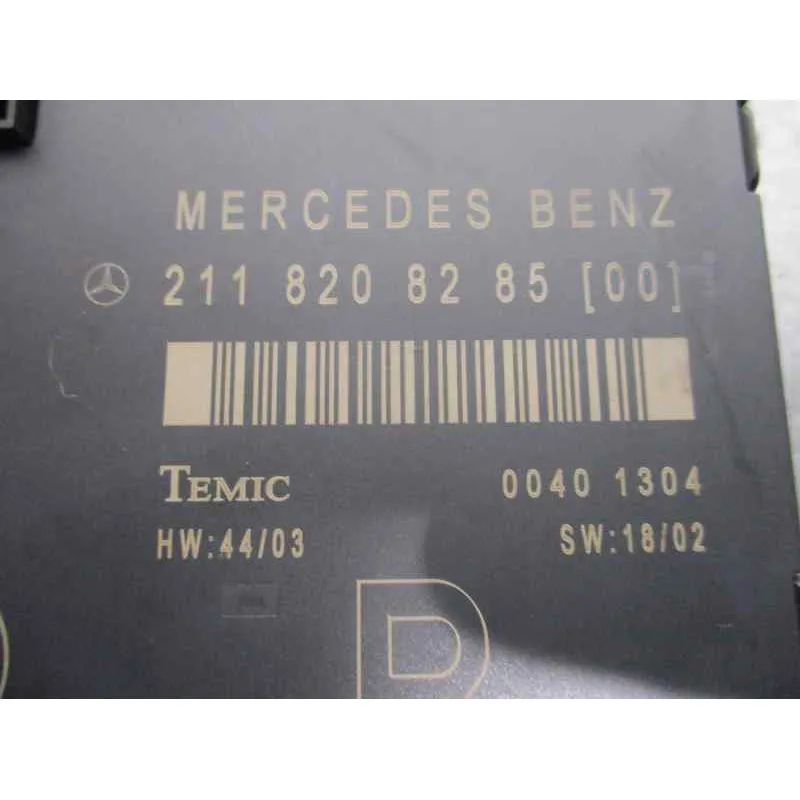 MERCEDES BENZ
211 820 82 85 [00]
TEMIC
0040 1304
HW:44/03
SW:18/02